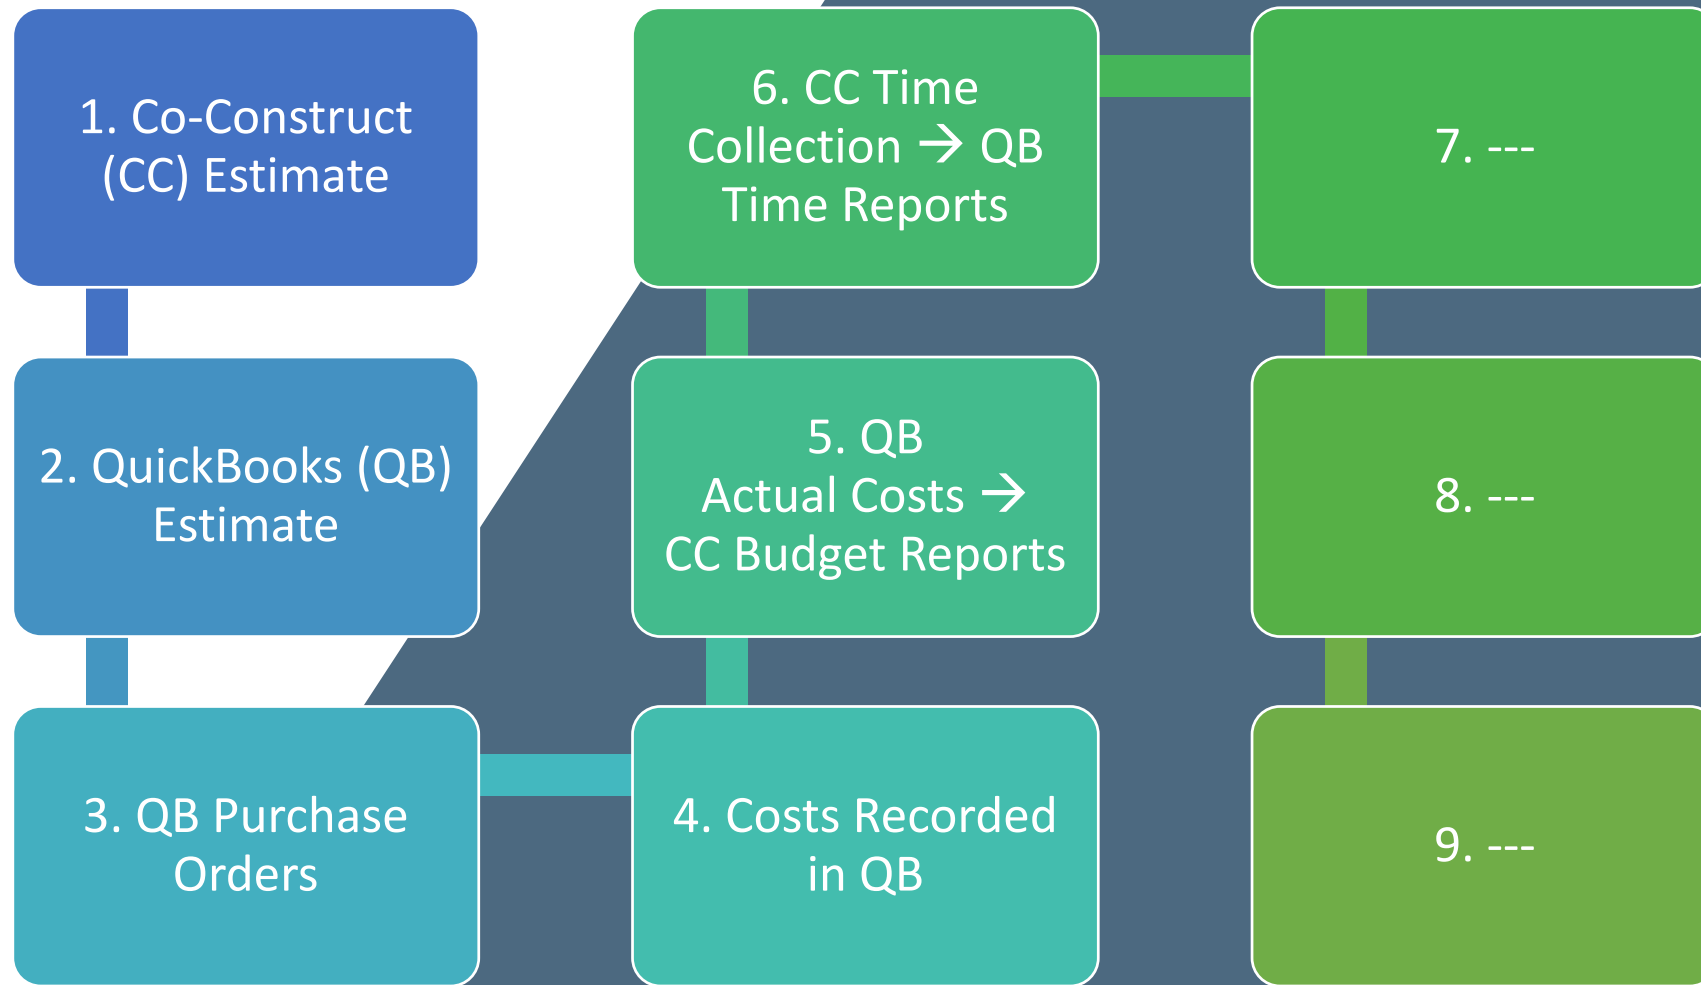 1. Co-Construct
(CC) Estimate
2. QuickBooks (QB)
Estimate
3. QB Purchase
Orders
4. Costs Recorded
in QB
5. QB
Actual Costs →
CC Budget Reports
6. CC Time
Collection → QB
Time Reports
7. ---
8. ---
9. ---